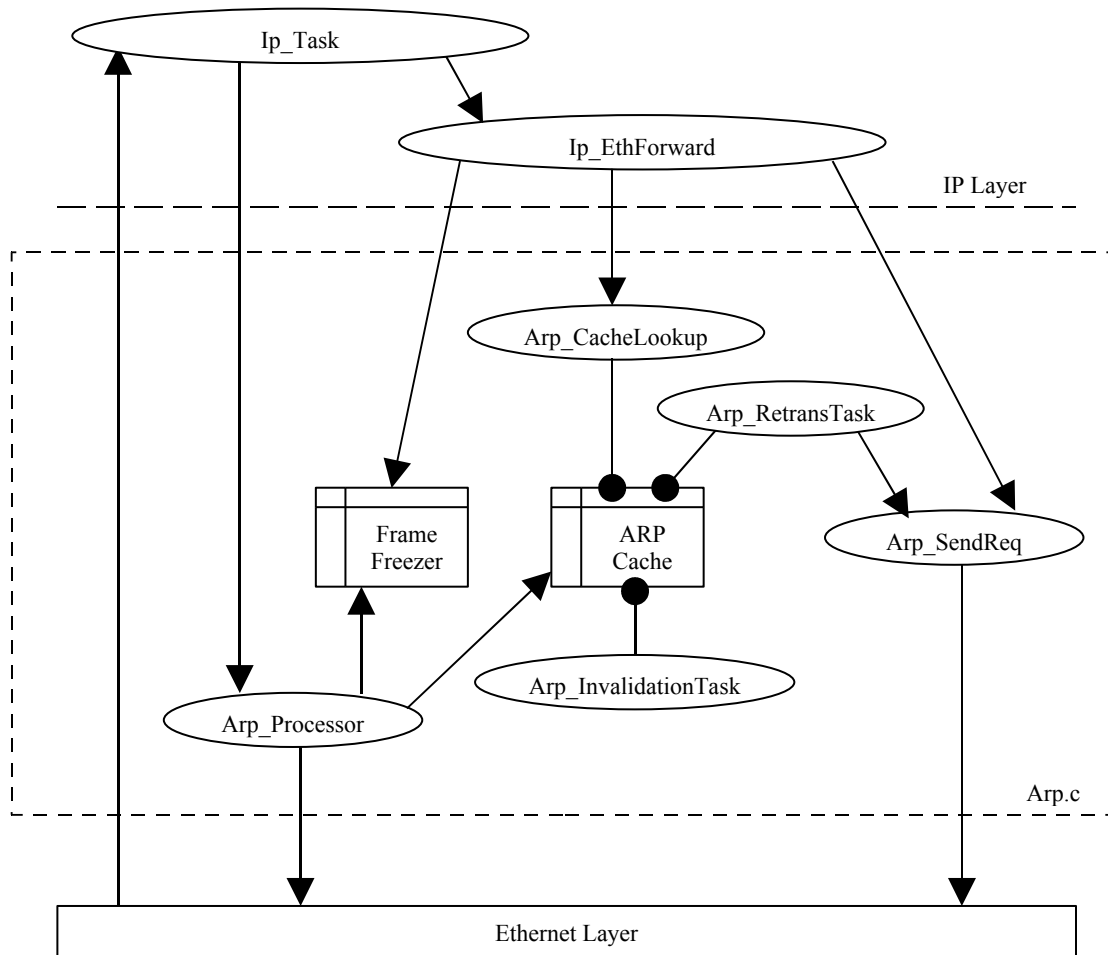 Ip_Task
Ip_EthForward
IP Layer
Arp_CacheLookup
Arp_RetransTask
Frame
Freezer
ARP
Cache
Arp_SendReq
Arp_InvalidationTask
Arp_Processor
Arp.c
Ethernet Layer